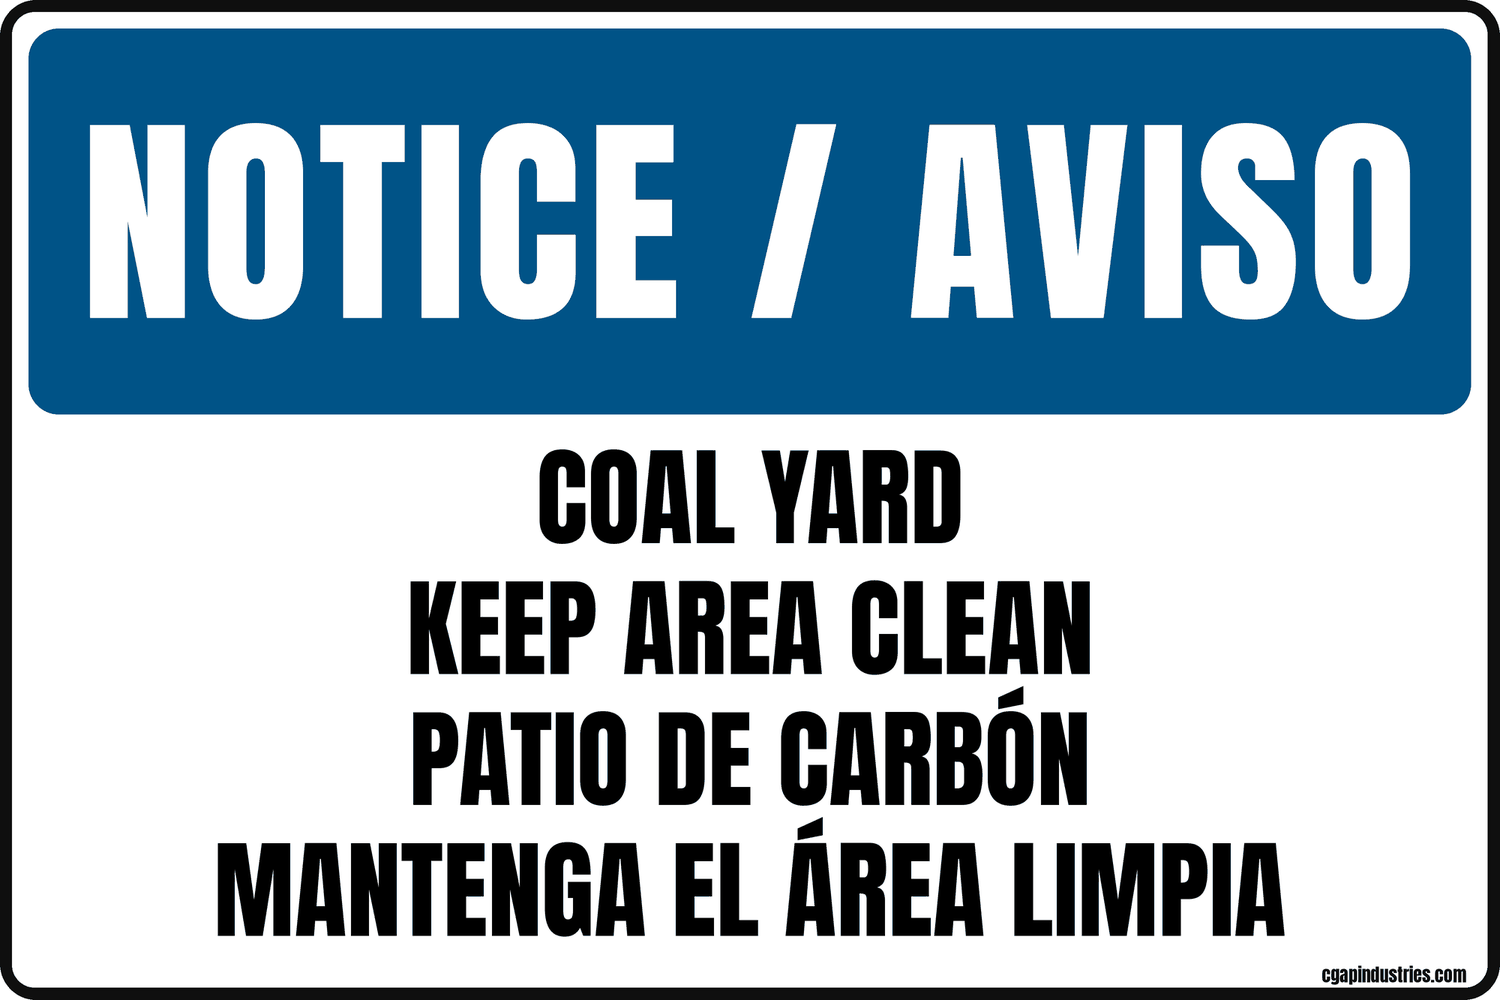 NOTICE / AVISO
COAL YARD
KEEP AREA CLEAN
PATIO DE CARBÓN
MANTENGA EL ÁREA LIMPIA
cgapindustries.com